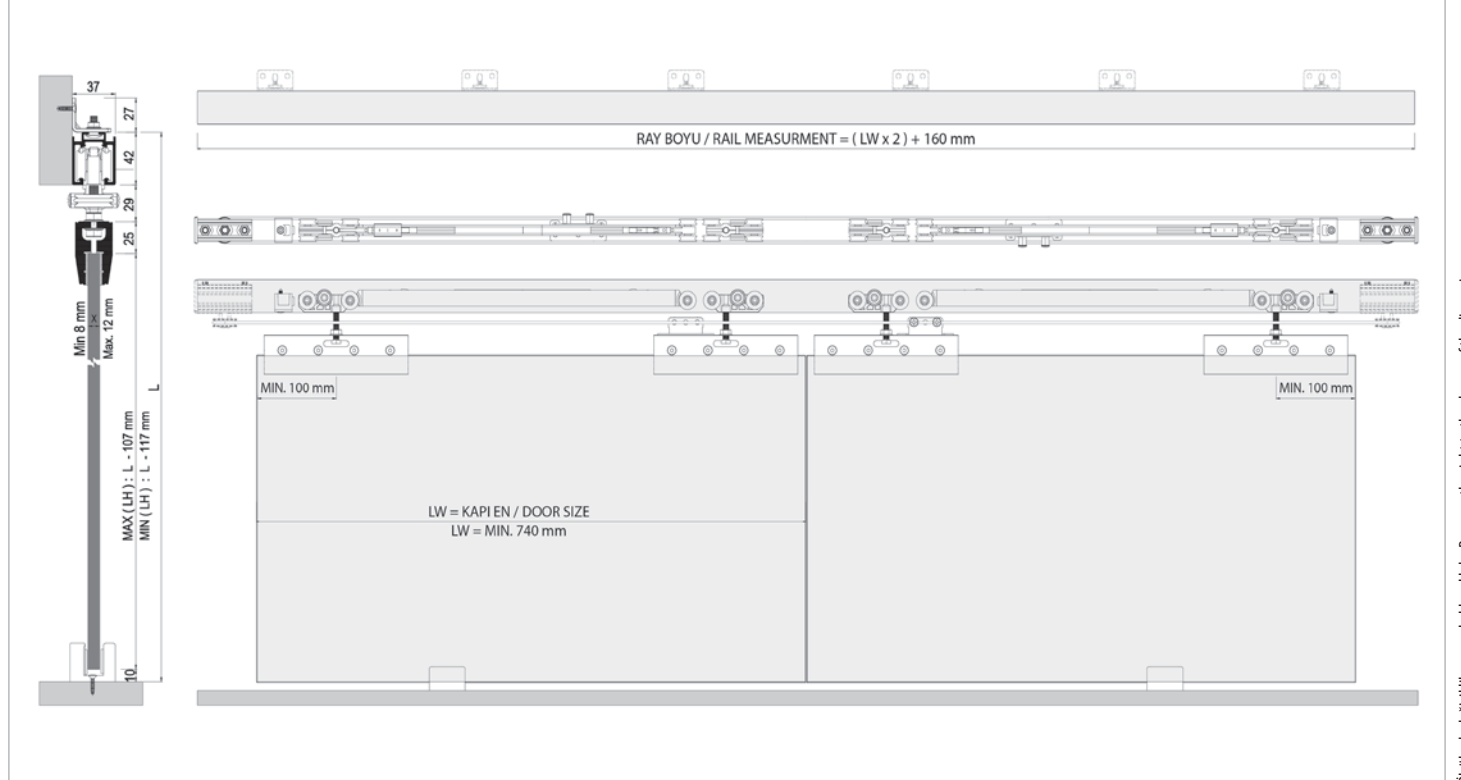 37
27
RAY BOYU / RAIL MEASURMENT = ( LW x 2 ) + 160 mm
42
29
25
Min 8 mm
X
Max. 12 mm
MIN. 100 mm
MIN. 100 mm
L
MAX ( LH ) : L - 107 mm
MIN ( LH ) : L - 117 mm
LW = KAPI EN / DOOR SIZE
LW = MIN. 740 mm
10